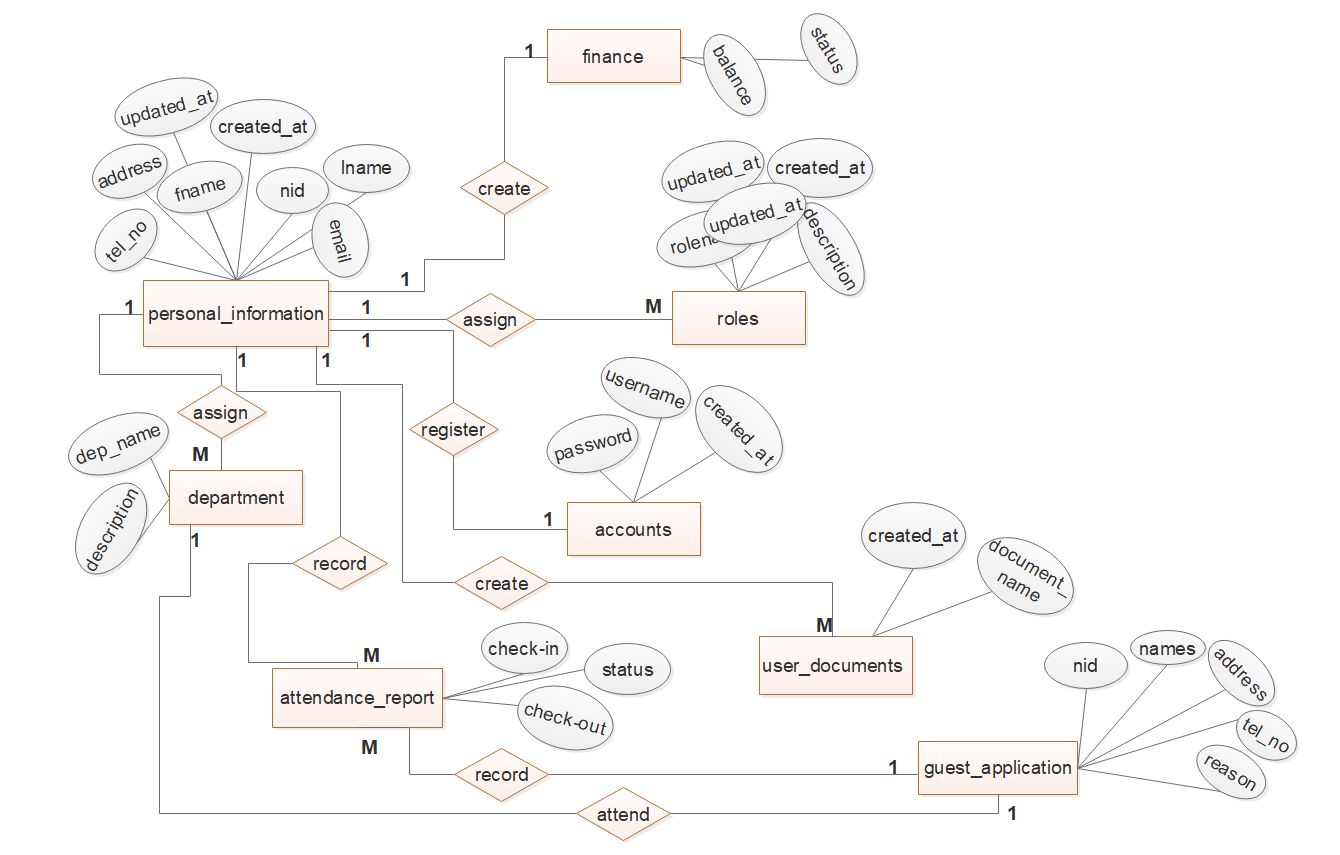 1
finance
balance
status
updated_at
created_at
address
fname
nid
lname
tel_no
email
create
updated_at
created_at
updated_at
description
1
1
personal_information
1
assign
M
roles
1
1
1
assign
register
username
password
created_at
dep_name
M
department
description
1
1
accounts
created_at
document_
name
record
create
M
user_documents
M
check-in
status
attendance_report
check-out
nid
names
address
tel_no
reason
M
record
1
guest_application
attend
1